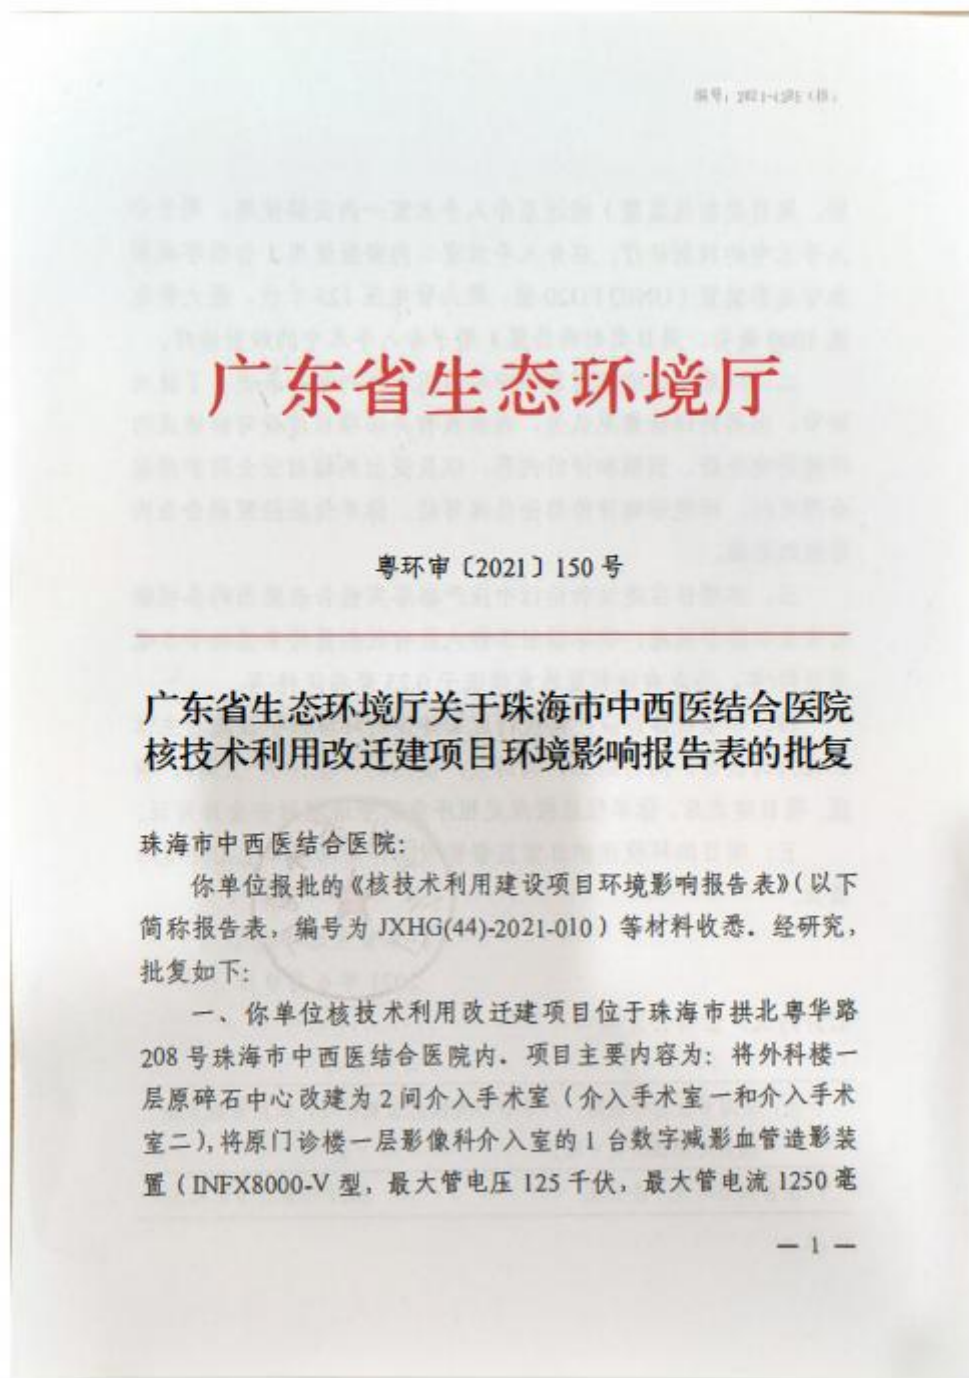 广东省生态环境厅
粤环审〔2021〕150号
广东省生态环境厅关于珠海市中西医结合医院
核技术利用改迁建项目环境影响报告表的批复
珠海市中西医结合医院:
你单位报批的《核技术利用建设项目环境影响报告表》(以下
简称报告表,编号为 JXHG(44)-2021-010)等材料收悉。经研究,
批复如下:
一、你单位核技术利用改迁建项目位于珠海市拱北粤华路
208号珠海市中西医结合医院内。项目主要内容为:将外科楼一
层原碎石中心改建为2间介入手术室(介入手术室一和介入手术
室二),将原门诊楼一层影像科介入室的1台数字减影血管造影装
置(INFX8000-V型,最大管电压125千伏,最大管电流1250毫
— 1 —